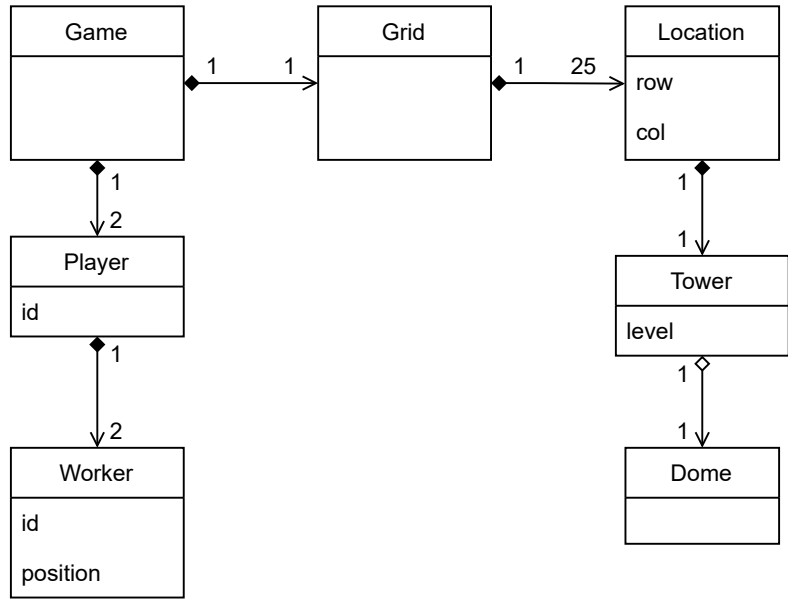 Game
Grid
Location
1
1
1
25
row
col
1
2
1
1
Player
id
Tower
level
1
2
1
1
Worker
id
position
Dome